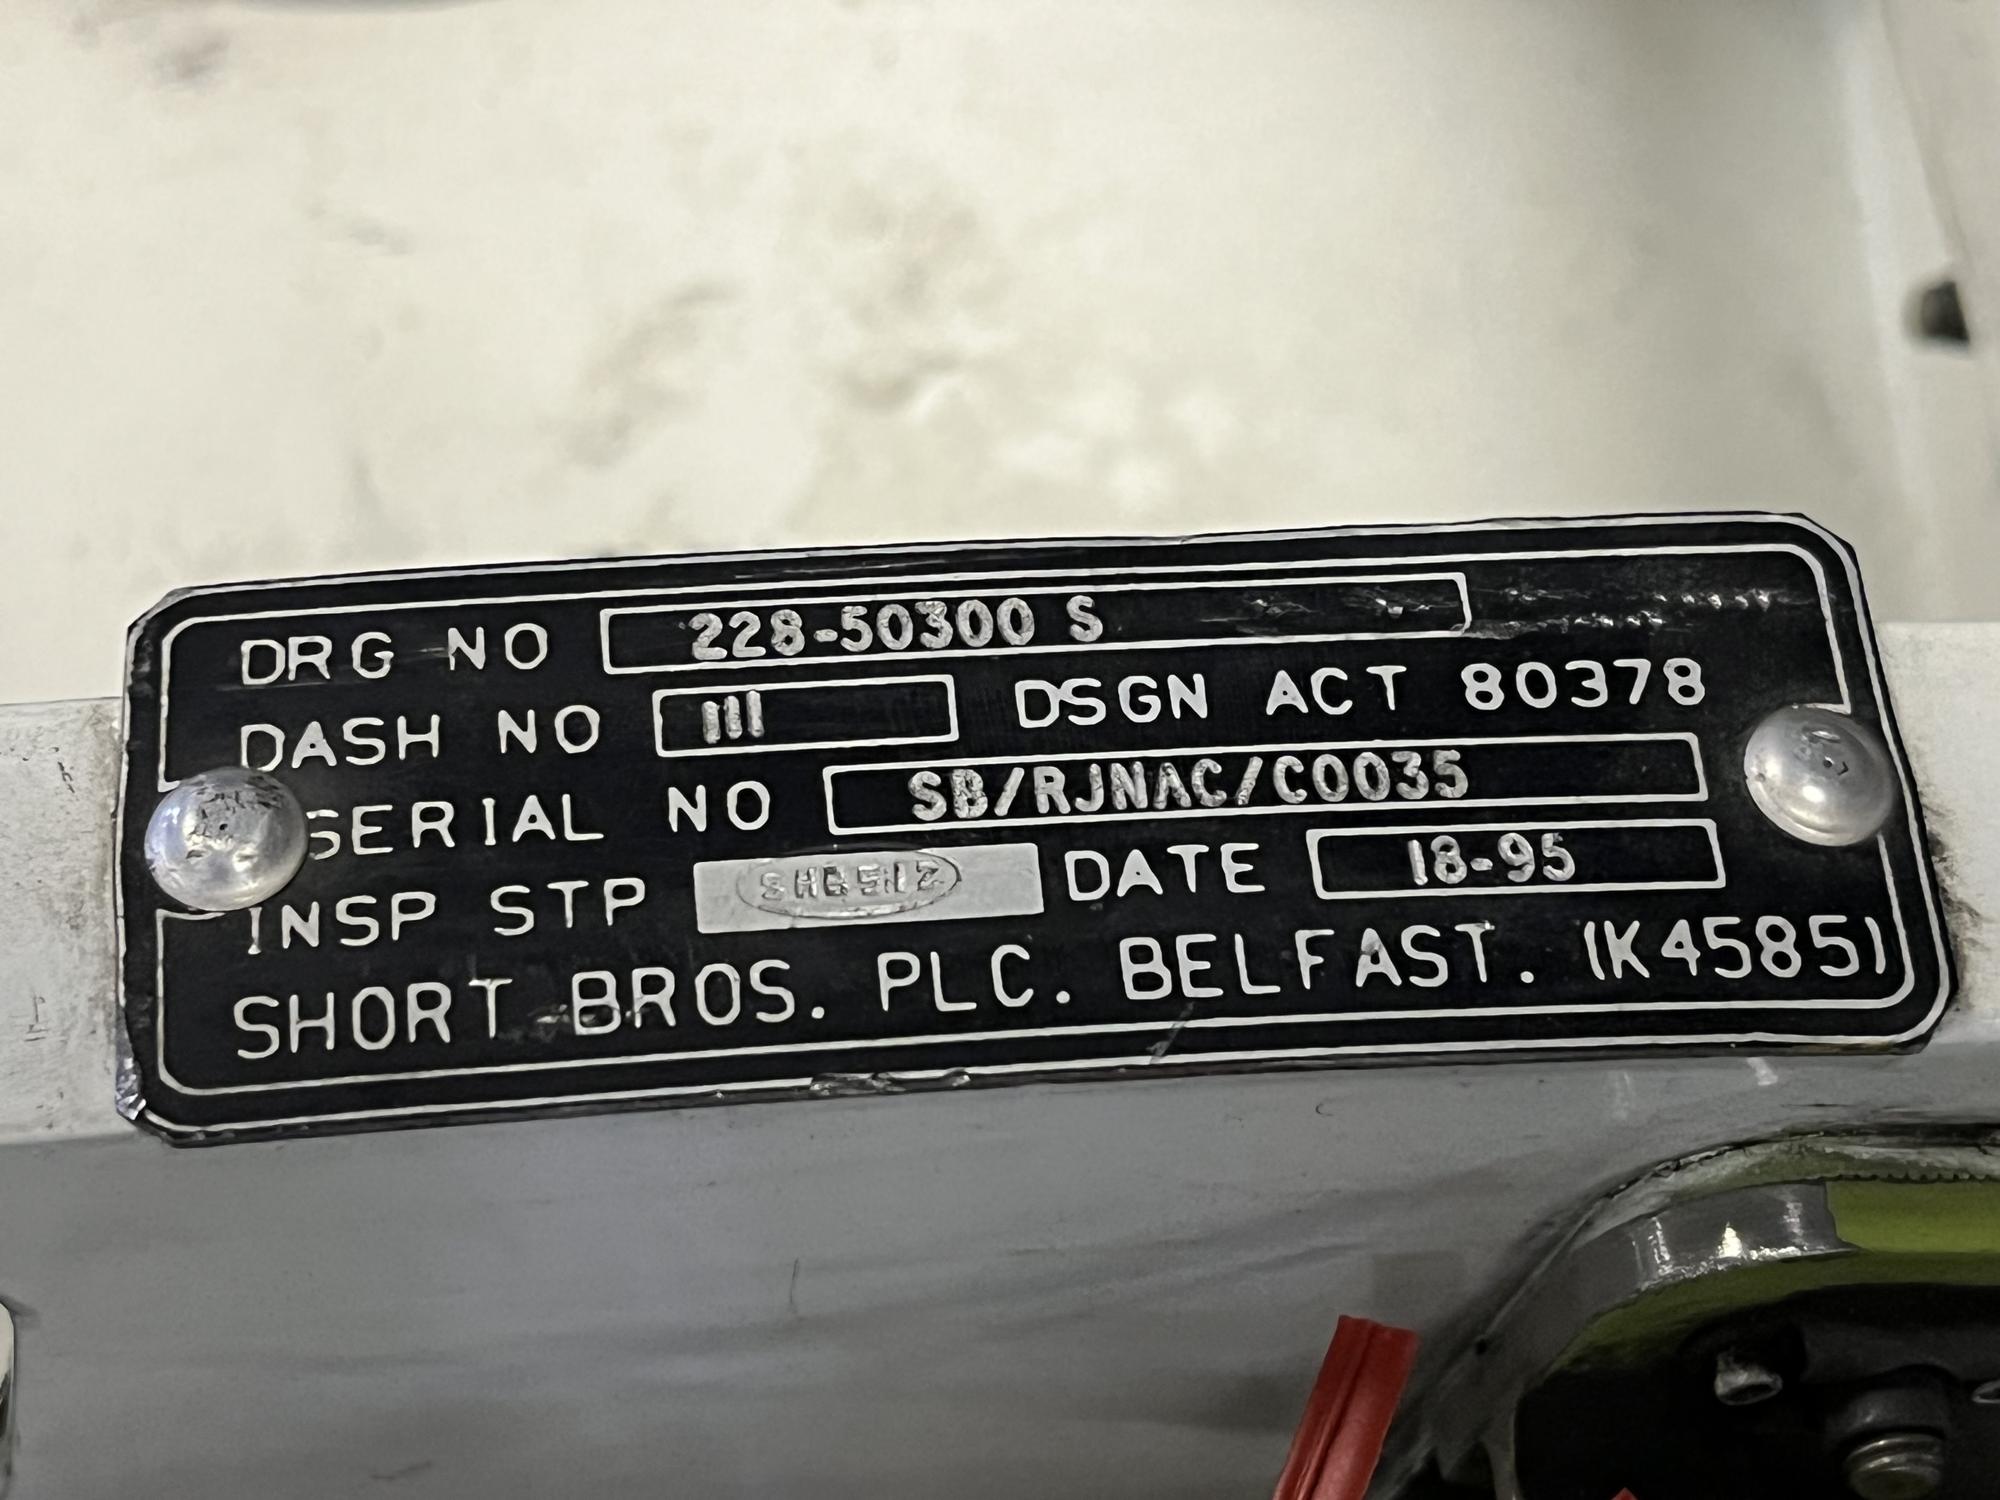 DRG NO 228-50300 S
DASH NO 111 DSGN ACT 80378
SERIAL NO SB/RJNAC/C0035
INSP STP DATE 18-95
SHORT BROS. PLC. BELFAST. (K4585)